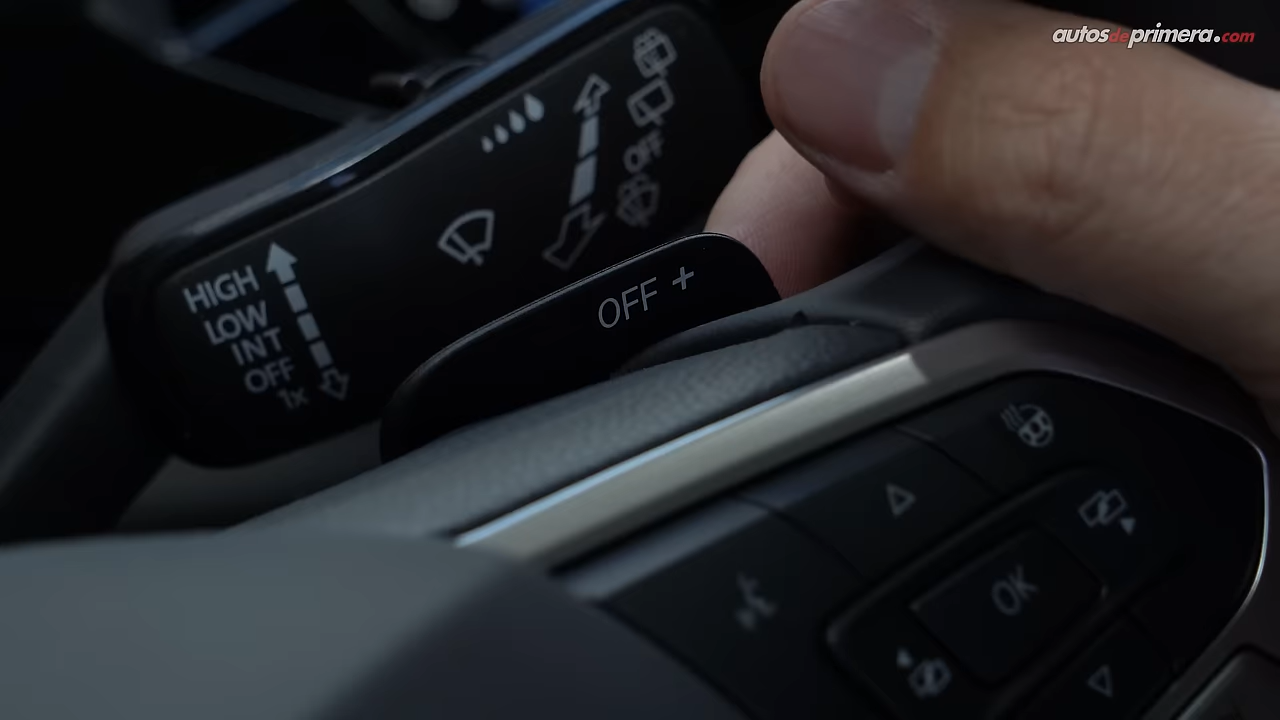 autosdeprimera.com
OFF
HIGH
LOW
INT
OFF
1x
OFF +
OK